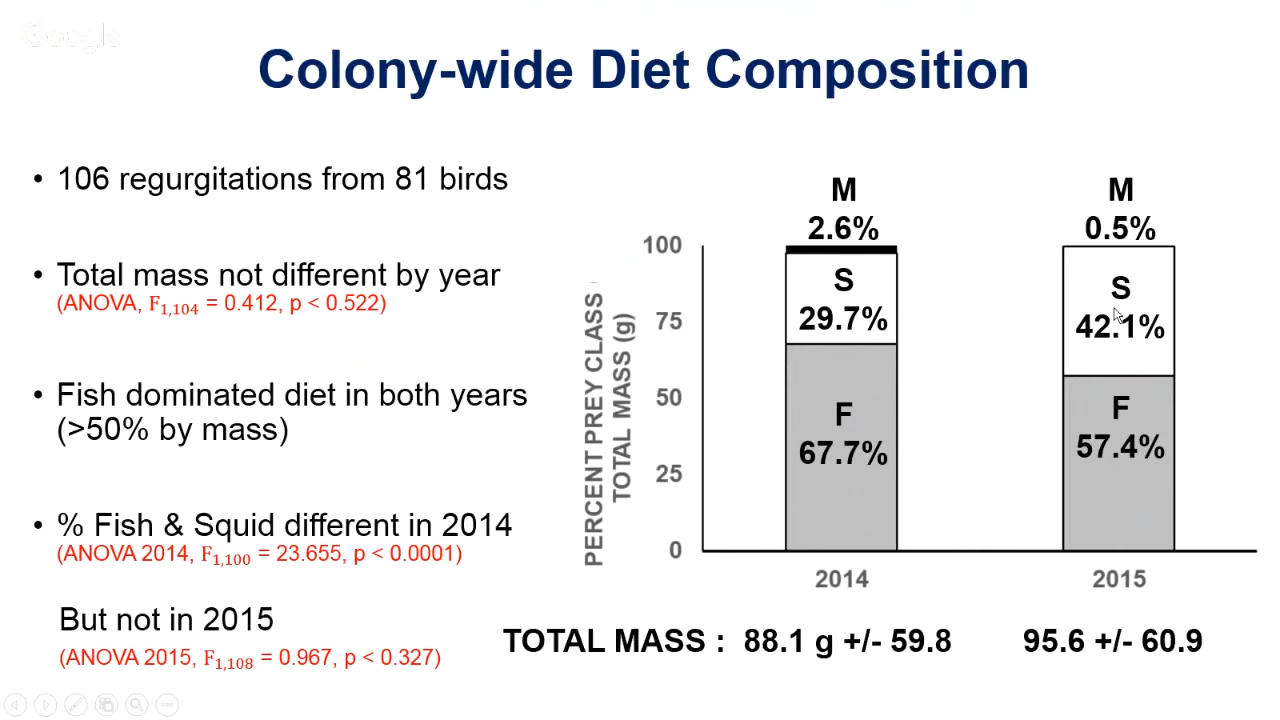 Google
Colony-wide Diet Composition
• 106 regurgitations from 81 birds
• Total mass not different by year
(ANOVA, F1,104 = 0.412, p < 0.522)
• Fish dominated diet in both years
(>50% by mass)
• % Fish & Squid different in 2014
(ANOVA 2014, F1,100 = 23.655, p < 0.0001)
But not in 2015
(ANOVA 2015, F1,108 = 0.967, p < 0.327)
PERCENT PREY CLASS
TOTAL MASS (g)
100
75
50
25
0
M
2.6%
S
29.7%
F
67.7%
2014
M
0.5%
S
42.1%
F
57.4%
2015
TOTAL MASS : 88.1 g +/- 59.8 95.6 +/- 60.9